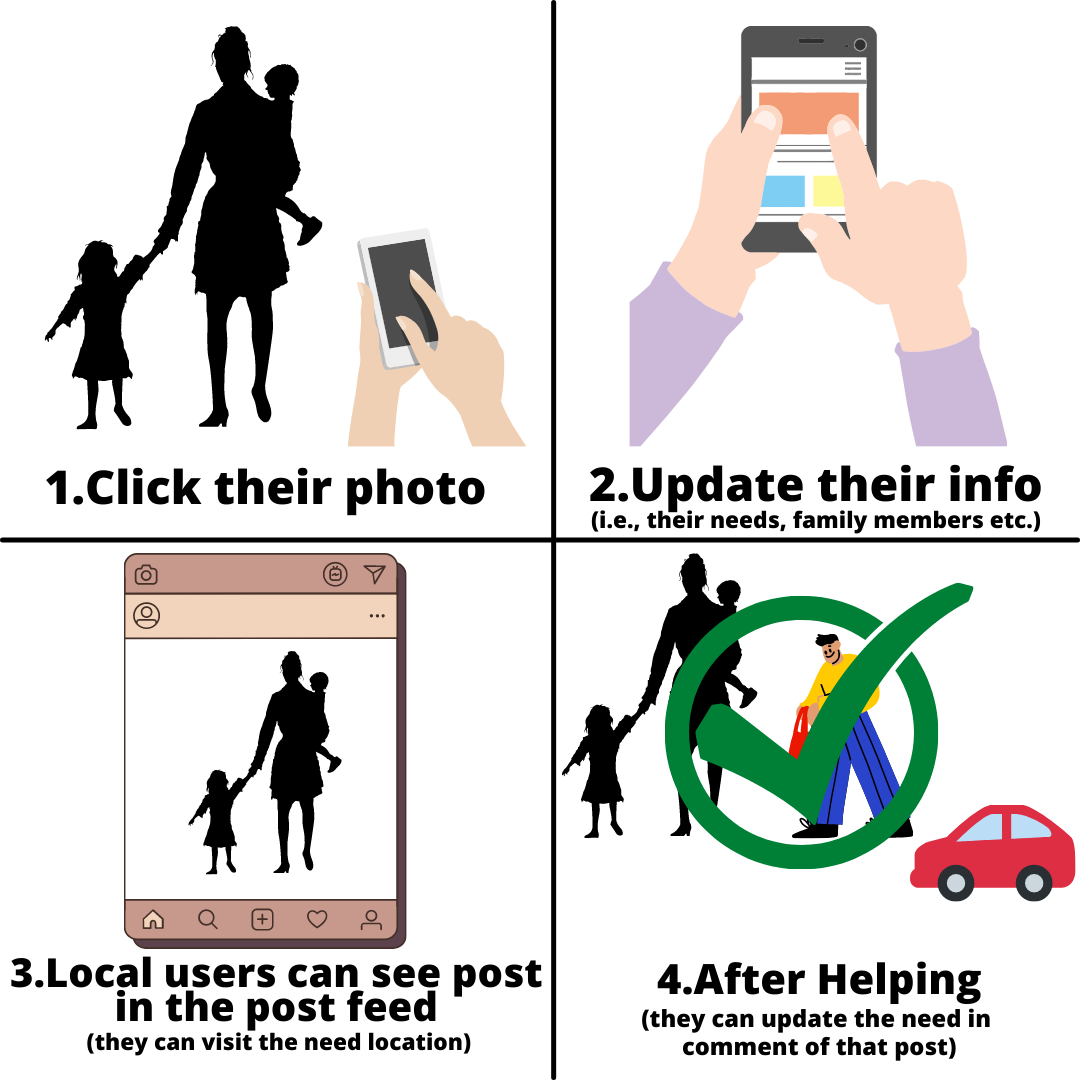 1.Click their photo
2.Update their info
(i.e., their needs, family members etc.)
3.Local users can see post
in the post feed
(they can visit the need location)
4.After Helping
(they can update the need in
comment of that post)